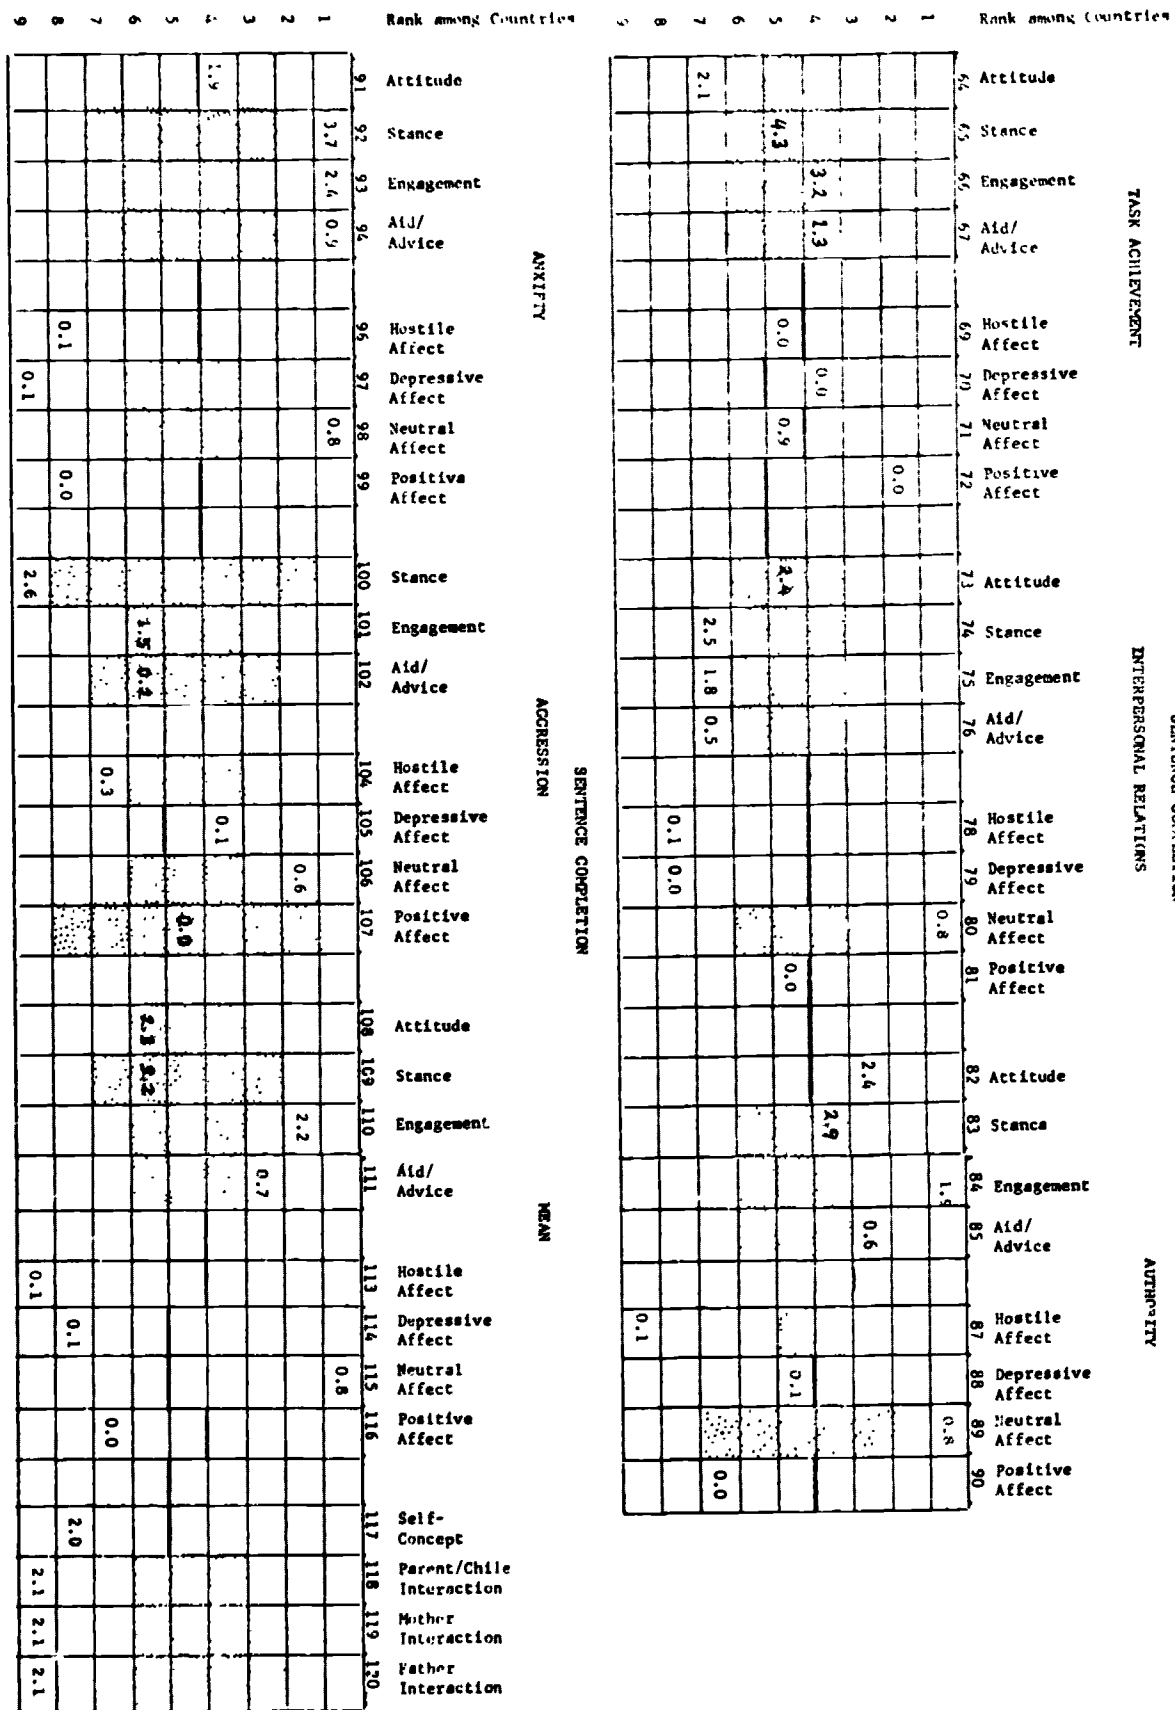 TASK ACHIEVEMENT
INTERPERSONAL RELATIONS
AUTHORITY
Rank among Countries
1
2
3
4
5
6
7
8
9
64 Attitude 2.1
65 Stance 4.3
66 Engagement 3.2
67 Aid/
Advice 1.3
69 Hostile
Affect 0.0
70 Depressive
Affect 0.0
71 Neutral
Affect 0.9
72 Positive
Affect 0.0
73 Attitude 2.4
74 Stance 2.5
75 Engagement 1.8
76 Aid/
Advice 0.5
78 Hostile
Affect 0.1
79 Depressive
Affect 0.0
80 Neutral
Affect 0.8
81 Positive
Affect 0.0
82 Attitude 2.4
83 Stanca 2.9
84 Engagement
85 Aid/
Advice 0.6
87 Hostile
Affect 0.1
88 Depressive
Affect 0.1
89 Neutral
Affect 0.8
90 Positive
Affect 0.0
SENTENCE COMPLETION
ANXIETY
AGGRESSION
MEAN
Rank among Countries
1
2
3
4
5
6
7
8
9
91 Attitude 1.9
92 Stance 3.7
93 Engagement 2.4
94 Aid/
Advice 0.9
96 Hostile
Affect 0.1
97 Depressive
Affect 0.1
98 Neutral
Affect 0.8
99 Positiva
Affect 0.0
100 Stance 2.6
101 Engagement 1.5
102 Aid/
Advice
104 Hostile
Affect 0.3
105 Depressive
Affect 0.1
106 Neutral
Affect 0.6
107 Positive
Affect 0.0
108 Attitude
109 Stance
110 Engagement 2.2
111 Aid/
Advice 0.7
113 Hostile
Affect 0.1
114 Depressive
Affect 0.1
115 Neutral
Affect 0.8
116 Positive
Affect 0.0
117 Self-
Concept 2.0
118 Parent/Chile
Interaction 2.1
119 Mother
Interaction 2.1
120 Father
Interaction 2.1